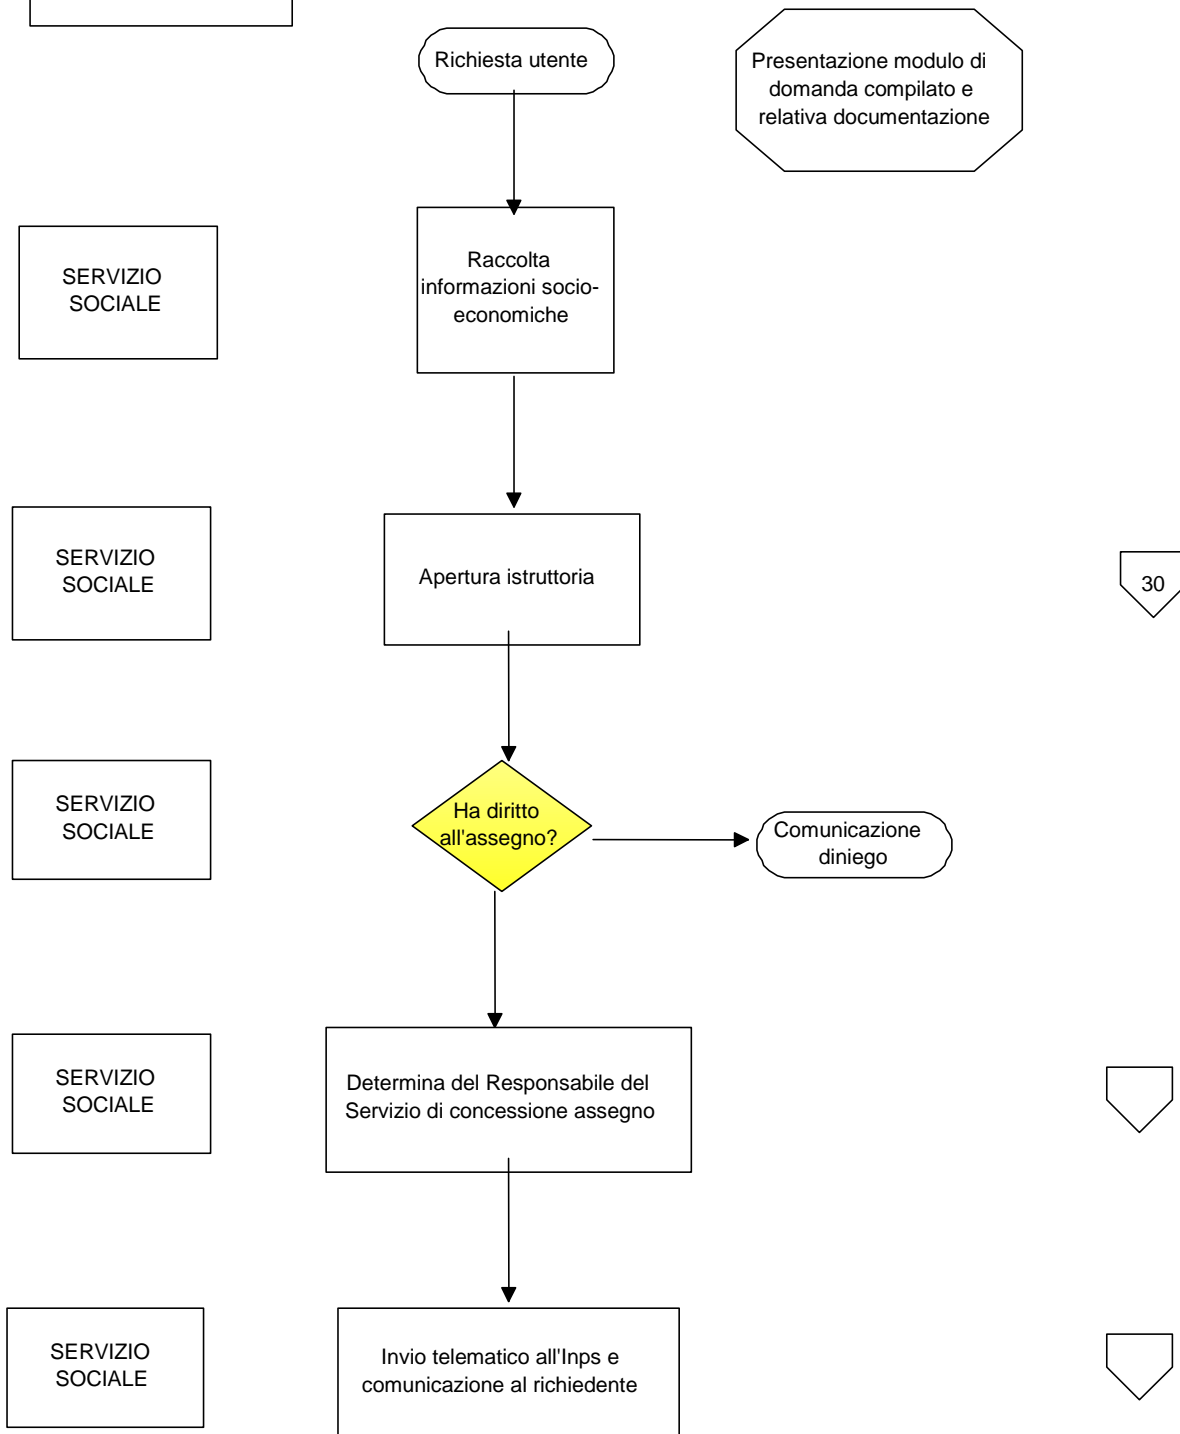 Richiesta utente
Presentazione modulo di
domanda compilato e
relativa documentazione
SERVIZIO
SOCIALE
Raccolta
informazioni socio-
economiche
SERVIZIO
SOCIALE
Apertura istruttoria
30
SERVIZIO
SOCIALE
Ha diritto
all'assegno?
Comunicazione
diniego
SERVIZIO
SOCIALE
Determina del Responsabile del
Servizio di concessione assegno
SERVIZIO
SOCIALE
Invio telematico all'Inps e
comunicazione al richiedente